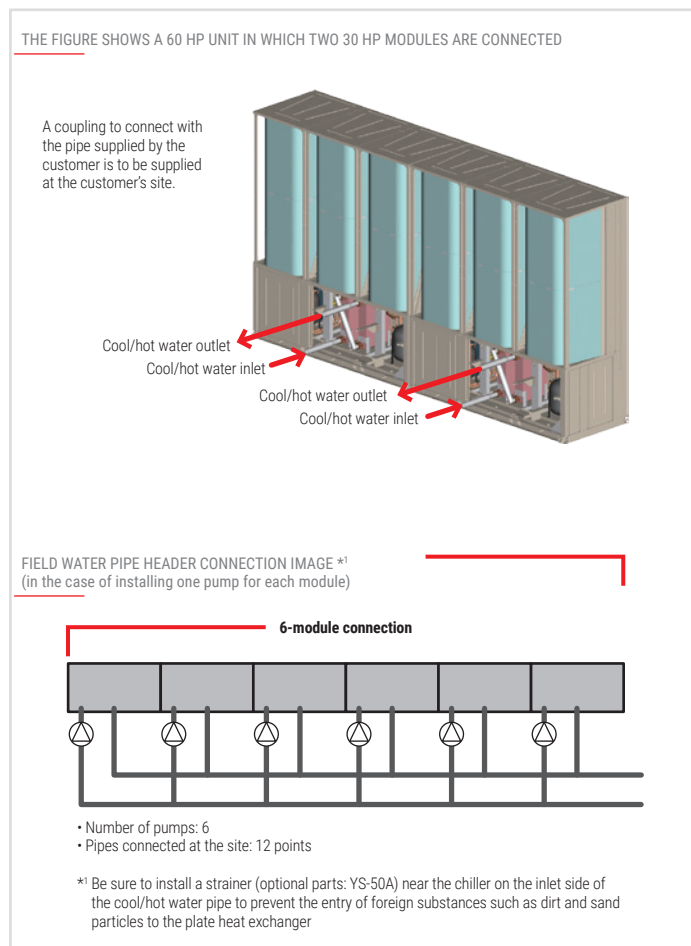 THE FIGURE SHOWS A 60 HP UNIT IN WHICH TWO 30 HP MODULES ARE CONNECTED
A coupling to connect with
the pipe supplied by the
customer is to be supplied
at the customer's site.
Cool/hot water outlet
Cool/hot water inlet
Cool/hot water outlet
Cool/hot water inlet
FIELD WATER PIPE HEADER CONNECTION IMAGE *1
(in the case of installing one pump for each module)
6-module connection
• Number of pumps: 6
• Pipes connected at the site: 12 points
*1 Be sure to install a strainer (optional parts: YS-50A) near the chiller on the inlet side of
the cool/hot water pipe to prevent the entry of foreign substances such as dirt and sand
particles to the plate heat exchanger